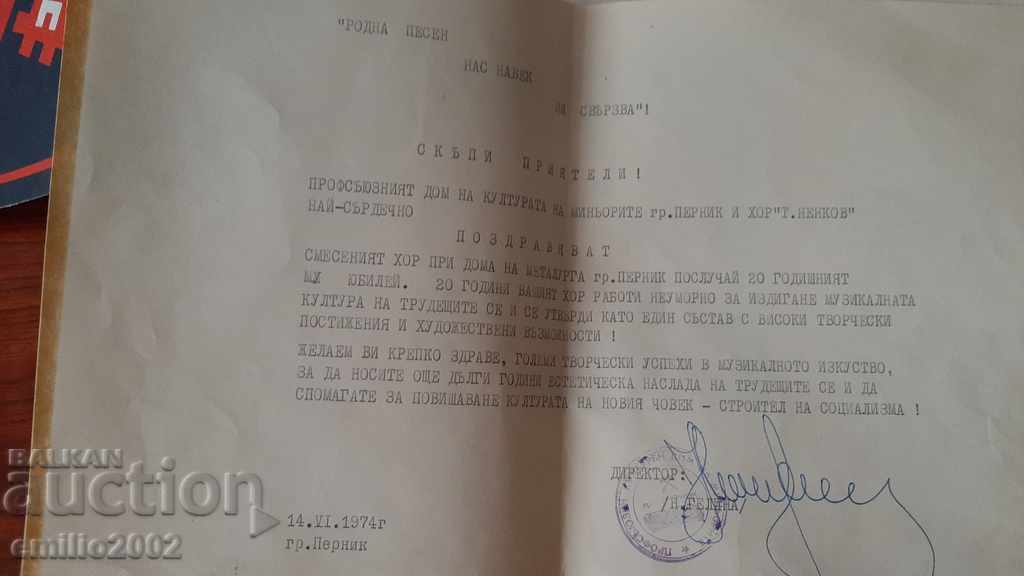 "РОДНА ПЕСЕН
НАС НАВЕК
НИ СВЪРЗВА"!
СКЪПИ ПРИЯТЕЛИ!
ПРОФСЪЮЗНИЯТ ДОМ НА КУЛТУРАТА НА МИНЬОРИТЕ гр.ПЕРНИК И ХОР"Т.НЕНКОВ"
НАЙ-СЪРДЕЧНО
ПОЗДРАВЯВАТ
СМЕСЕНИЯТ ХОР ПРИ ДОМА НА МЕТАЛУРГА гр.ПЕРНИК ПОСЛУЧАЙ 20 ГОДИШНИЯТ
МУ ЮБИЛЕЙ. 20 ГОДИНИ ВАШИЯТ ХОР РАБОТИ НЕУМОРНО ЗА ИЗДИГАНЕ МУЗИКАЛНАТА
КУЛТУРА НА ТРУДЕЩИТЕ СЕ И СЕ УТВЪРДИ КАТО ЕДИН СЪСТАВ С ВИСОКИ ТВОРЧЕСКИ
ПОСТИЖЕНИЯ И ХУДОЖЕСТВЕНИ ВЪЗМОЖНОСТИ !
ЖЕЛАЕМ ВИ КРЕПКО ЗДРАВЕ, ГОЛЕМИ ТВОРЧЕСКИ УСПЕХИ В МУЗИКАЛНОТО ИЗКУСТВО,
ЗА ДА НОСИТЕ ОЩЕ ДЪЛГИ ГОДИНИ ЕСТЕТИЧЕСКА НАСЛАДА НА ТРУДЕЩИТЕ СЕ И ДА
СПОМАГАТЕ ЗА ПОВИШАВАНЕ КУЛТУРАТА НА НОВИЯ ЧОВЕК – СТРОИТЕЛ НА СОЦИАЛИЗМА !
ДИРЕКТОР:
14.VI.1974г
гр.Перник
BALKAN
auction
emilio2002